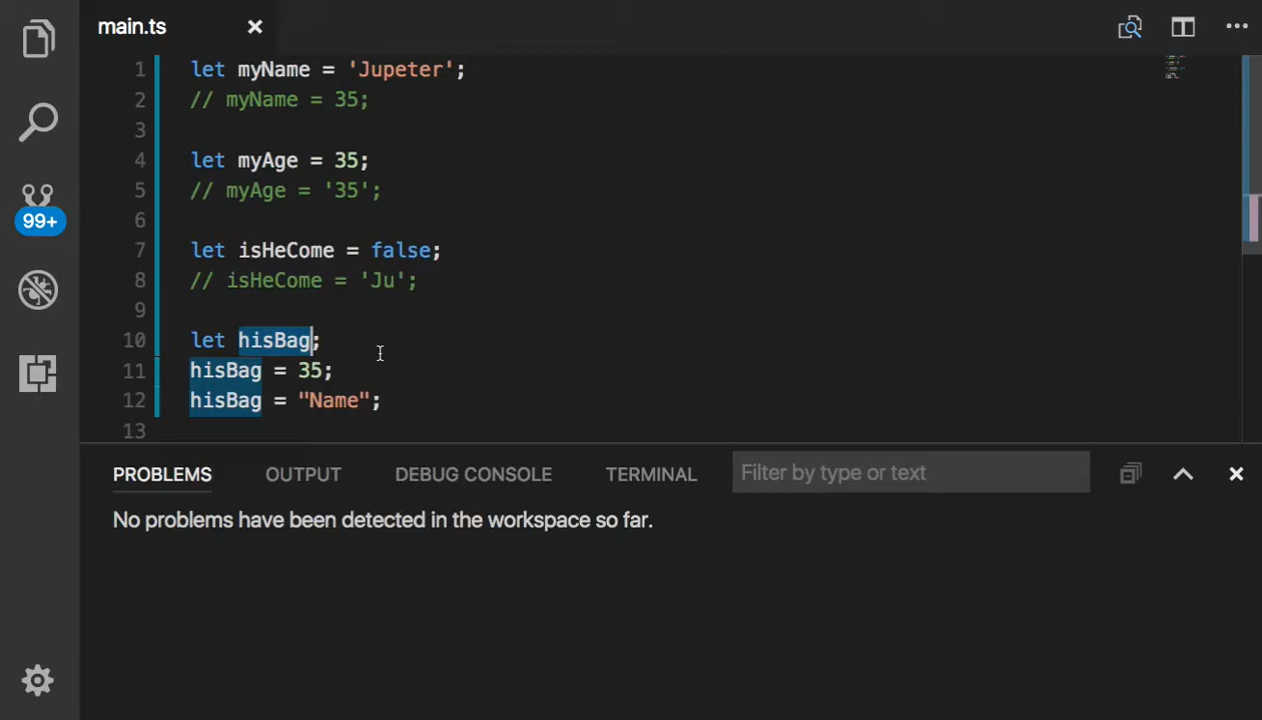 main.ts
1 let myName = 'Jupeter';
2 // myName = 35;
3
4 let myAge = 35;
5 // myAge = '35';
6
7 let isHeCome = false;
8 // isHeCome = 'Ju';
9
10 let hisBag;
11 hisBag = 35;
12 hisBag = "Name";
13
99+
PROBLEMS OUTPUT DEBUG CONSOLE TERMINAL Filter by type or text
No problems have been detected in the workspace so far.